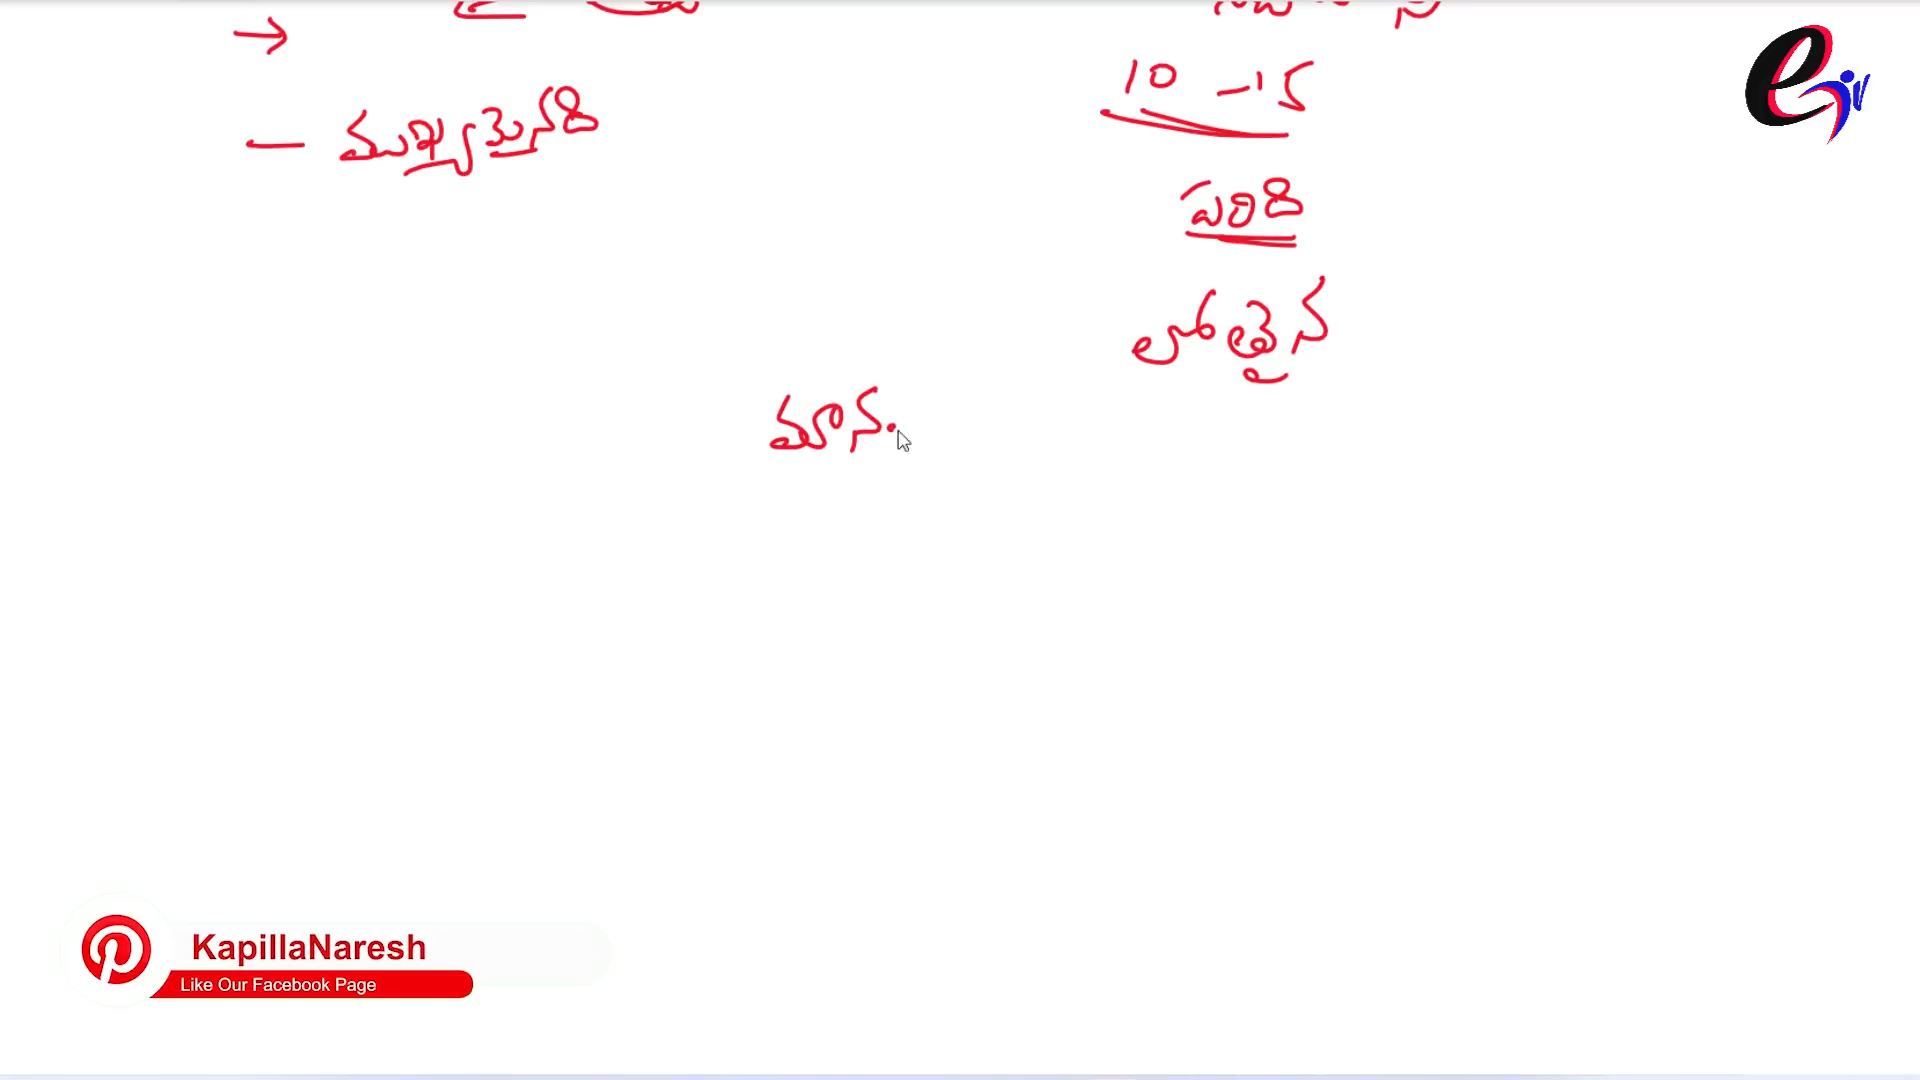 →
10 - 15
— ముఖ్యమైనది
పరిధి
లోతైన
మాన
KapillaNaresh
Like Our Facebook Page